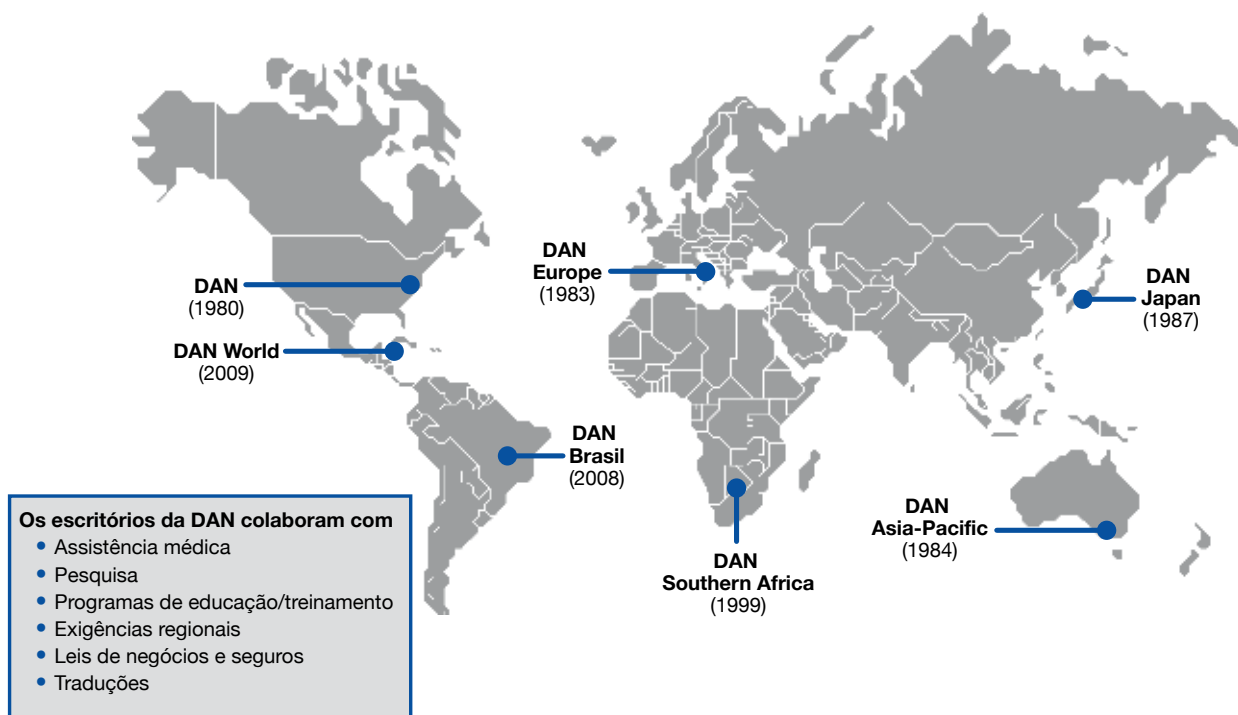 DAN
(1980)
DAN World
(2009)
DAN
Europe
(1983)
DAN
Japan
(1987)
DAN
Brasil
(2008)
DAN
Southern Africa
(1999)
DAN
Asia-Pacific
(1984)
Os escritórios da DAN colaboram com
• Assistência médica
• Pesquisa
• Programas de educação/treinamento
• Exigências regionais
• Leis de negócios e seguros
• Traduções